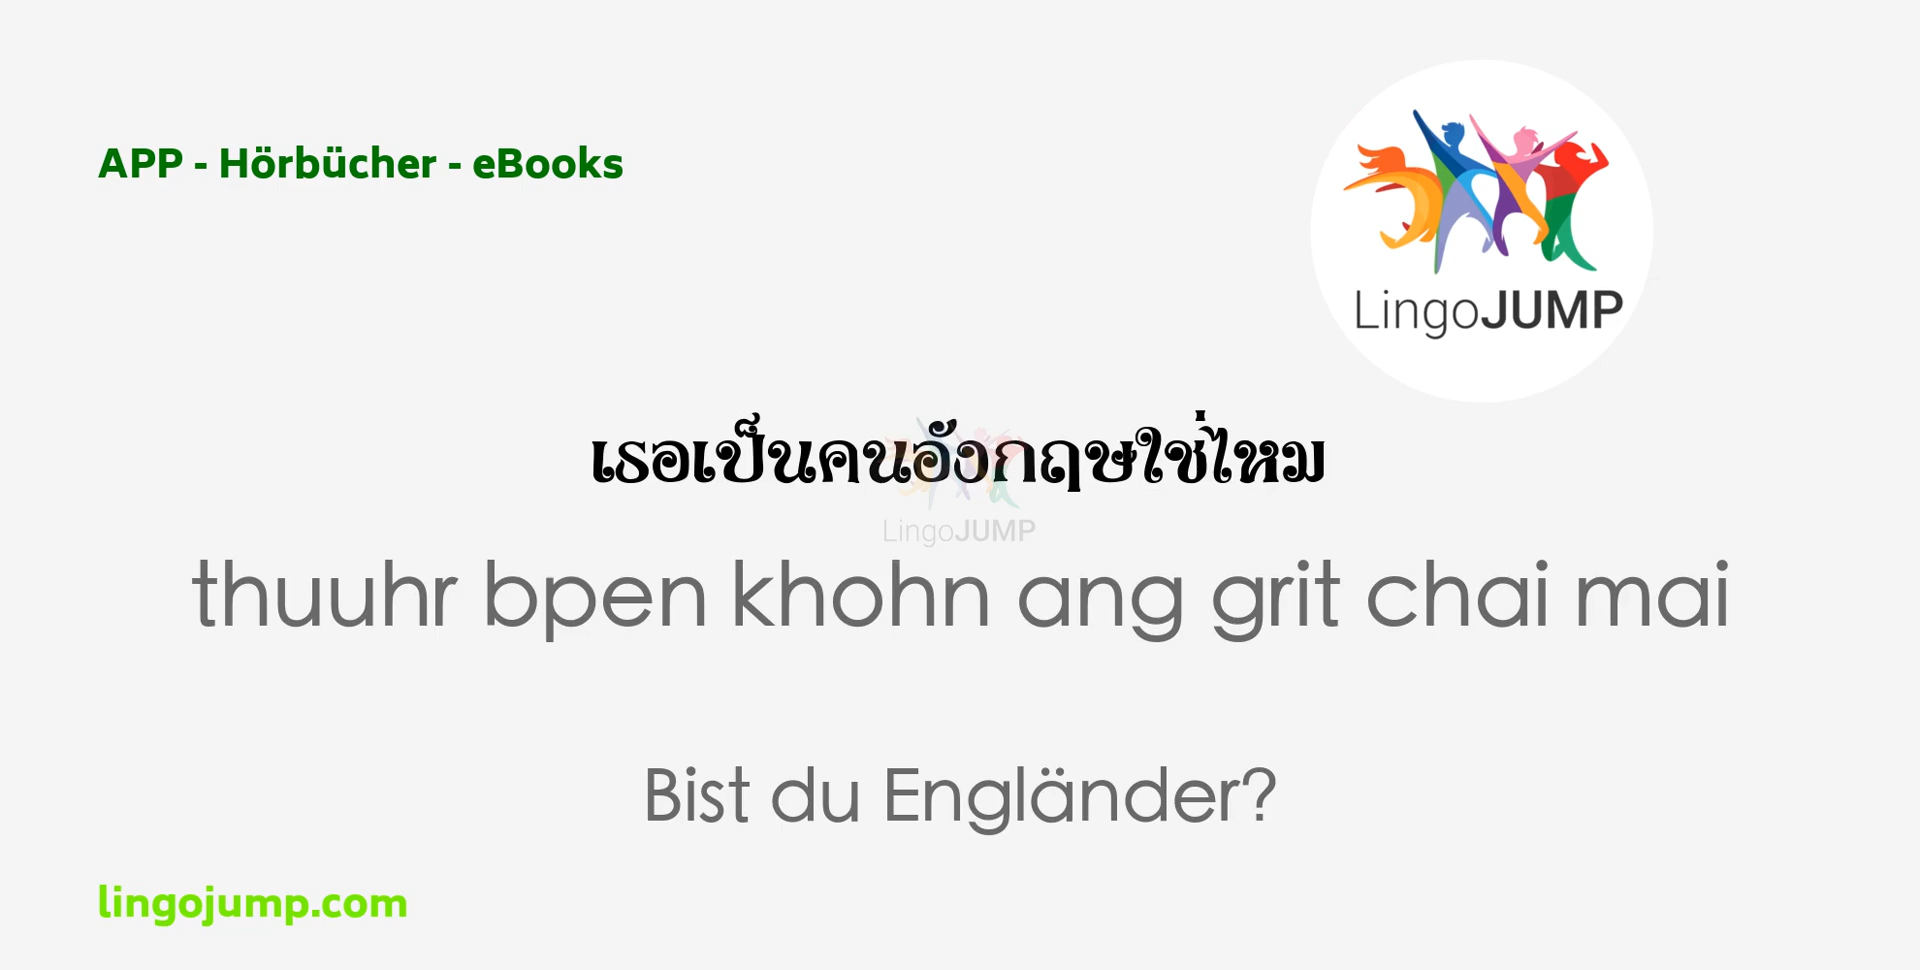 APP - Hörbücher - eBooks
LingoJUMP
เธอเป็นคนอังกฤษใช่ไหม
LingoJUMP
thuuhr bpen khohn ang grit chai mai
Bist du Engländer?
lingojump.com